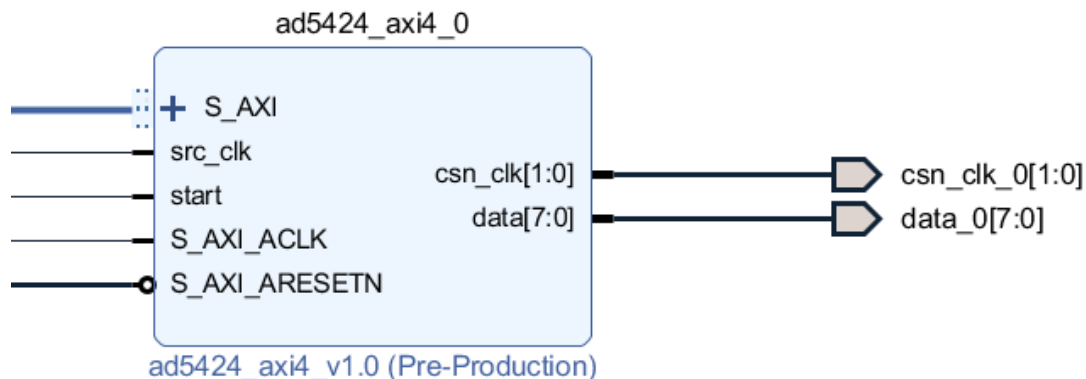 ad5424_axi4_0
S_AXI
src_clk
start
S_AXI_ACLK
S_AXI_ARESETN
csn_clk[1:0]
data[7:0]
csn_clk_0[1:0]
data_0[7:0]
ad5424_axi4_v1.0 (Pre-Production)